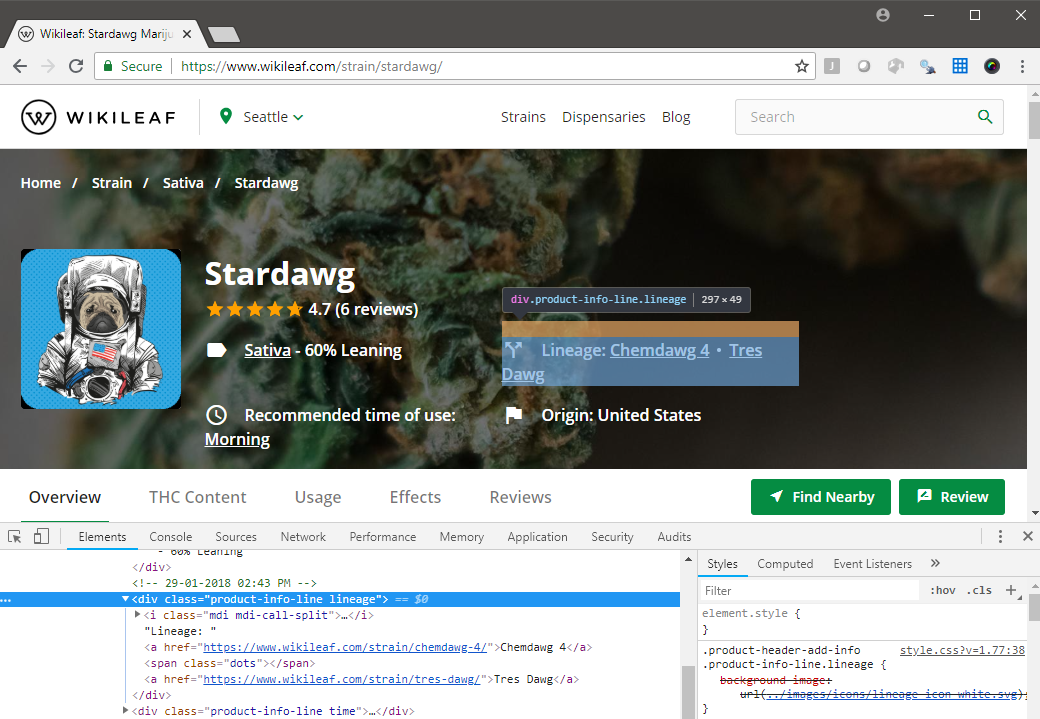 Wikileaf: Stardawg Mariju
Secure https://www.wikileaf.com/strain/stardawg/
J
WIKILEAF Seattle Strains Dispensaries Blog Search
Home / Strain / Sativa / Stardawg
Stardawg
4.7 (6 reviews)
div.product-info-line.lineage 297 × 49
Sativa - 60% Leaning
Lineage: Chemdawg 4 • Tres
Dawg
Recommended time of use:
Morning
Origin: United States
Overview THC Content Usage Effects Reviews Find Nearby Review
Elements Console Sources Network Performance Memory Application Security Audits
- 60% Leaning
</div>
<!-- 29-01-2018 02:43 PM -->
<div class="product-info-line lineage"> == $0
<i class="mdi mdi-call-split">…</i>
"Lineage: "
<a href="https://www.wikileaf.com/strain/chemdawg-4/">Chemdawg 4</a>
<span class="dots"></span>
<a href="https://www.wikileaf.com/strain/tres-dawg/">Tres Dawg</a>
</div>
<div class="product-info-line time">…</div>
Styles Computed Event Listeners »
Filter :hov .cls +
element.style {
}
.product-header-add-info style.css?v=1.77:38
.product-info-line.lineage {
background-image:
url(../images/icons/lineage-icon-white.svg);
}